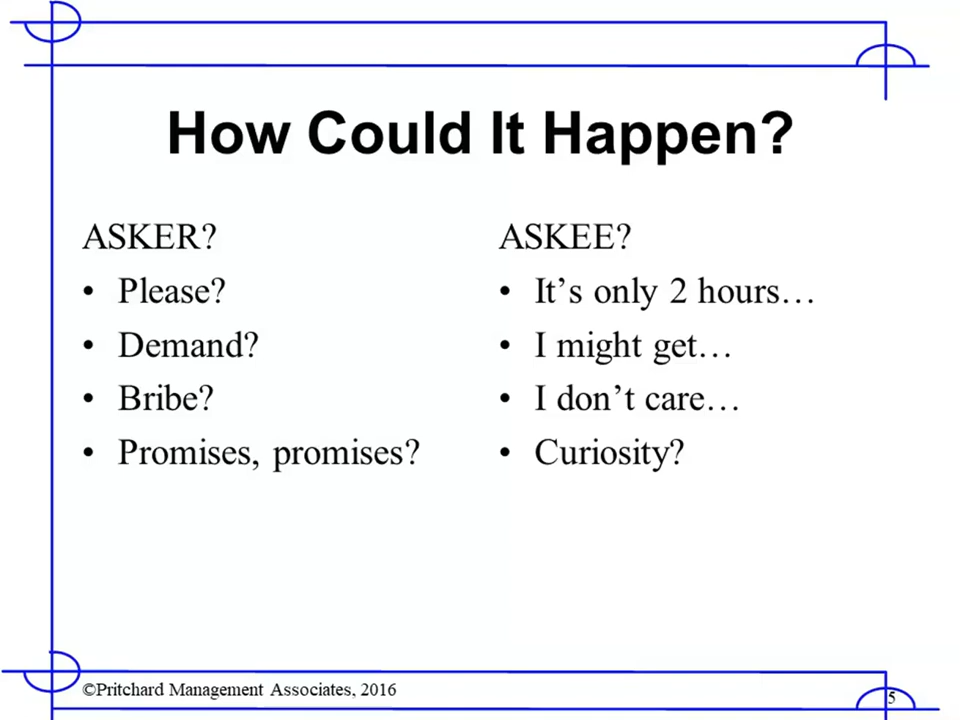 How Could It Happen?
ASKER?
• Please?
• Demand?
• Bribe?
• Promises, promises?
ASKEE?
• It’s only 2 hours…
• I might get…
• I don’t care…
• Curiosity?
©Pritchard Management Associates, 2016
5